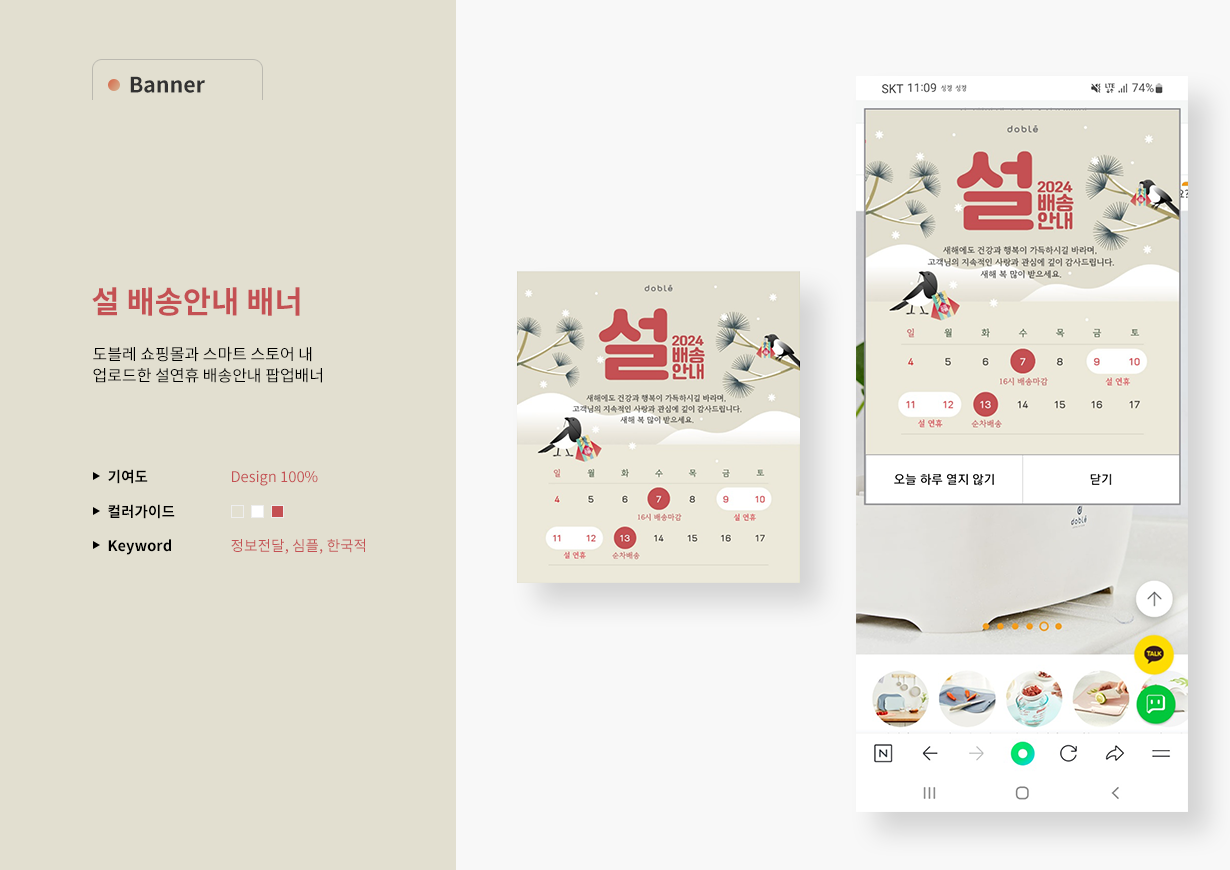 Banner
설 배송안내 배너
도블레 쇼핑몰과 스마트 스토어 내
업로드한 설연휴 배송안내 팝업배너
기여도 Design 100%
컬러가이드
Keyword 정보전달, 심플, 한국적
doblé
설 2024 배송 안내
새해에도 건강과 행복이 가득하시길 바라며,
고객님의 지속적인 사랑과 관심에 깊이 감사드립니다.
새해 복 많이 받으세요.
일 월 화 수 목 금 토
4 5 6 7 8 9 10
16시 배송마감 설 연휴
11 12 13 14 15 16 17
설 연휴 순차배송
SKT 11:09 성경 성경 LTE 74%
doblé
설 2024 배송 안내
새해에도 건강과 행복이 가득하시길 바라며,
고객님의 지속적인 사랑과 관심에 깊이 감사드립니다.
새해 복 많이 받으세요.
일 월 화 수 목 금 토
4 5 6 7 8 9 10
16시 배송마감 설 연휴
11 12 13 14 15 16 17
설 연휴 순차배송
오늘 하루 열지 않기 닫기
doblé
TALK
N